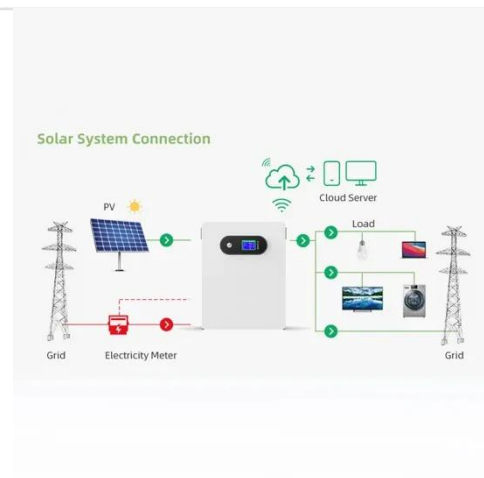 Solar System Connection
Cloud Server
PV
Load
Grid
Electricity Meter
Grid